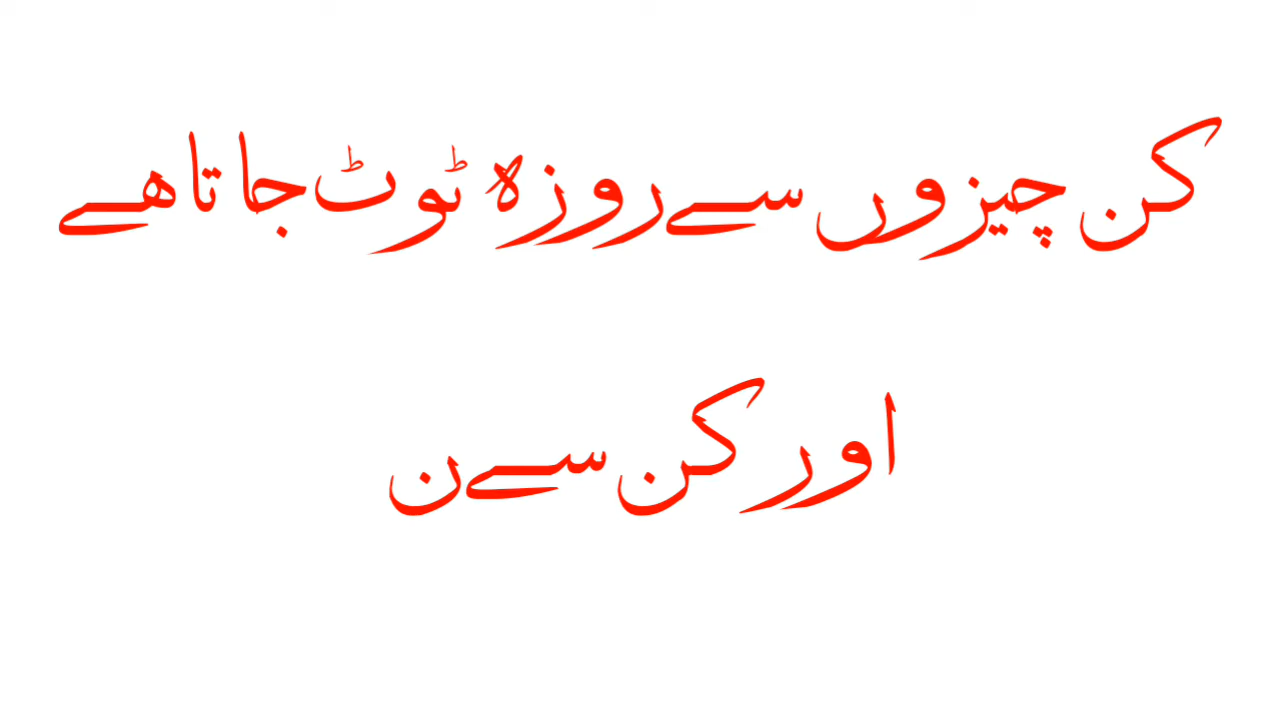 کن چیزوں سے روزہ ٹوٹ جاتا ھے
اور کن سے ن